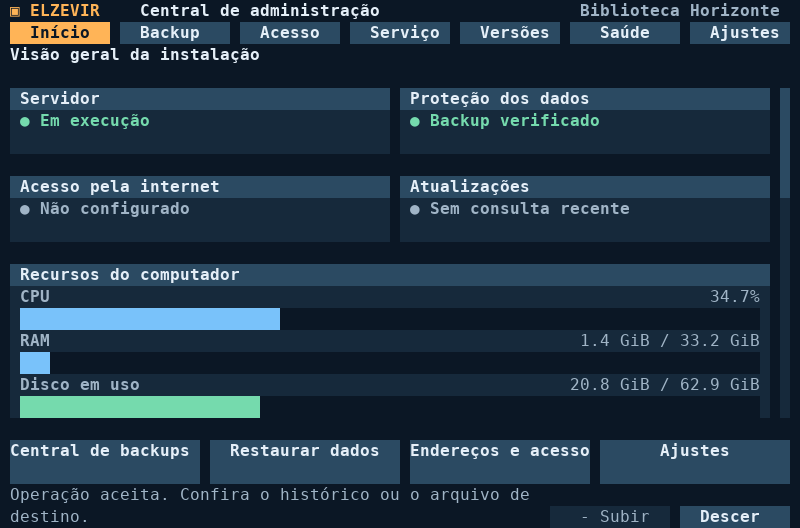 ▣ ELZEVIR Central de administração Biblioteca Horizonte
Início Backup Acesso Serviço Versões Saúde Ajustes
Visão geral da instalação
Servidor Proteção dos dados
● Em execução ● Backup verificado
Acesso pela internet Atualizações
● Não configurado ● Sem consulta recente
Recursos do computador
CPU 34.7%
RAM 1.4 GiB / 33.2 GiB
Disco em uso 20.8 GiB / 62.9 GiB
Central de backups Restaurar dados Endereços e acesso Ajustes
Operação aceita. Confira o histórico ou o arquivo de
destino. - Subir Descer